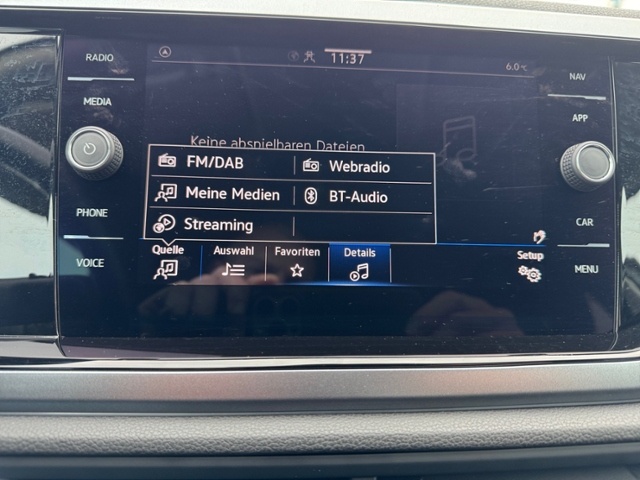 RADIO
MEDIA
PHONE
VOICE
11:37
6.0°C
Keine abspielbaren Dateien
FM/DAB
Webradio
Meine Medien
BT-Audio
Streaming
Quelle
Auswahl
Favoriten
Details
Setup
NAV
APP
CAR
MENU